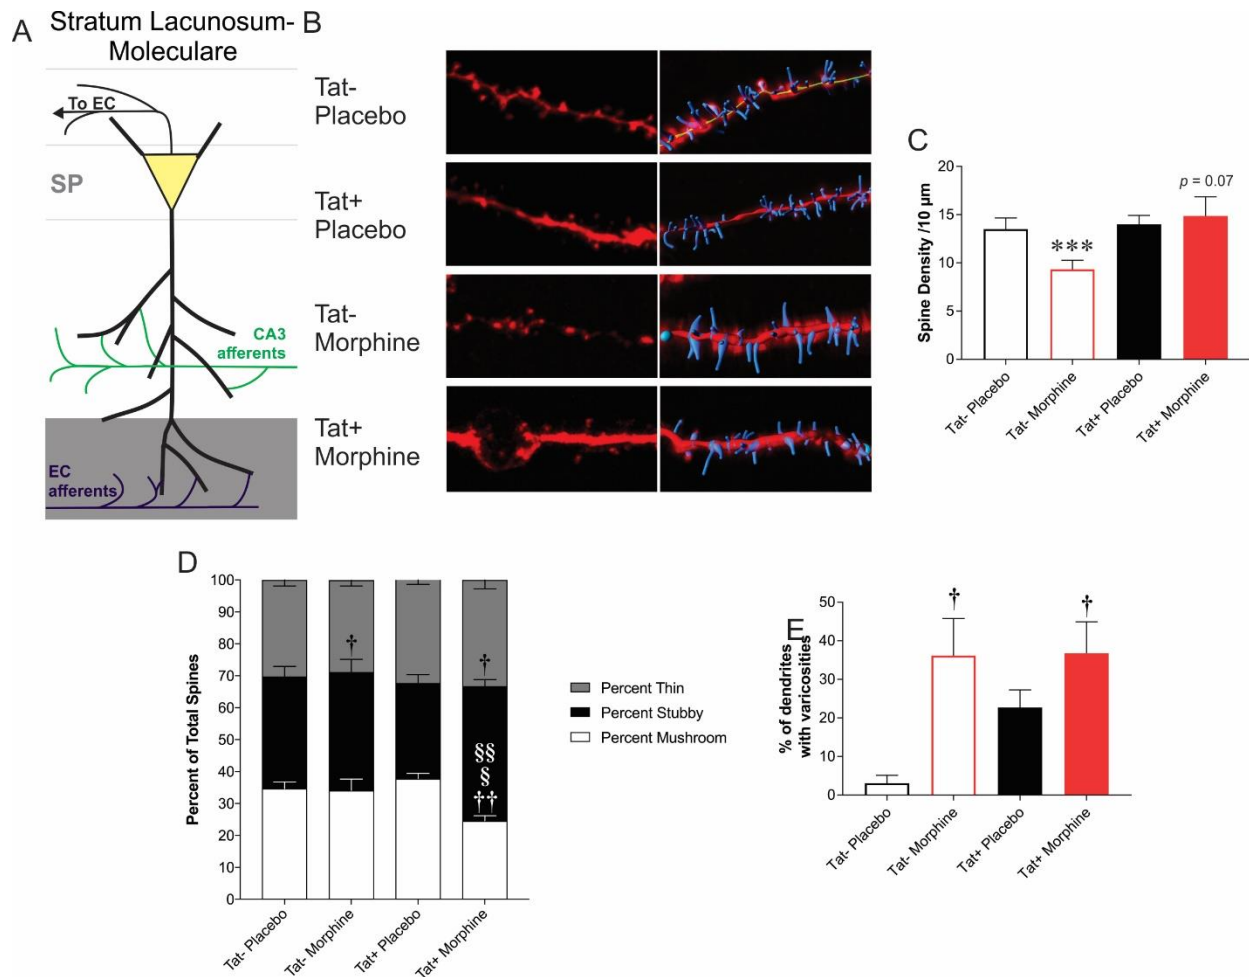 A
Stratum Lacunosum-
Moleculare
To EC
SP
CA3
afferents
EC
afferents
B
Tat-
Placebo
Tat+
Placebo
Tat-
Morphine
Tat+
Morphine
C
Spine Density /10 µm
20
15
10
5
0
***
p = 0.07
Tat- Placebo
Tat- Morphine
Tat+ Placebo
Tat+ Morphine
D
Percent of Total Spines
100
90
80
70
60
50
40
30
20
10
0
†
†
§§
§
††
Tat- Placebo
Tat- Morphine
Tat+ Placebo
Tat+ Morphine
Percent Thin
Percent Stubby
Percent Mushroom
E
% of dendrites
with varicosities
50
40
30
20
10
0
†
†
Tat- Placebo
Tat- Morphine
Tat+ Placebo
Tat+ Morphine